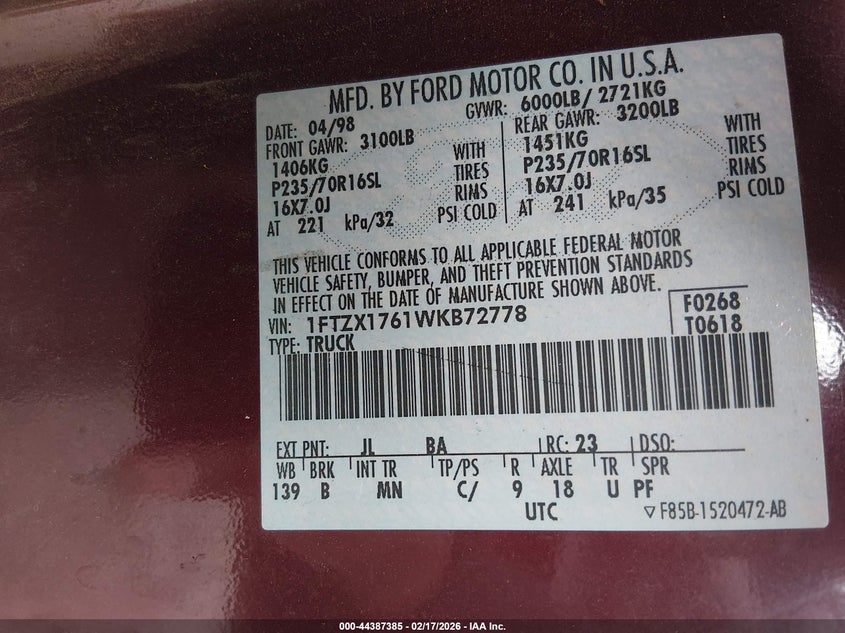 MFD. BY FORD MOTOR CO. IN U.S.A.
DATE: 04/98 GVWR: 6000LB/ 2721KG
FRONT GAWR: 3100LB REAR GAWR: 3200LB
1406KG WITH 1451KG WITH
P235/70R16SL TIRES P235/70R16SL TIRES
16X7.0J RIMS 16X7.0J RIMS
AT 221 kPa/32 PSI COLD AT 241 kPa/35 PSI COLD
THIS VEHICLE CONFORMS TO ALL APPLICABLE FEDERAL MOTOR
VEHICLE SAFETY, BUMPER, AND THEFT PREVENTION STANDARDS
IN EFFECT ON THE DATE OF MANUFACTURE SHOWN ABOVE.
VIN: 1FTZX1761WKB72778 F0268
TYPE: TRUCK T0618
EXT PNT: JL BA RC: 23 DSO:
WB BRK INT TR TP/PS R AXLE TR SPR
139 B MN C/ 9 18 U PF
UTC ▽ F85B-1520472-AB
000-44387385 - 02/17/2026 - IAA Inc.